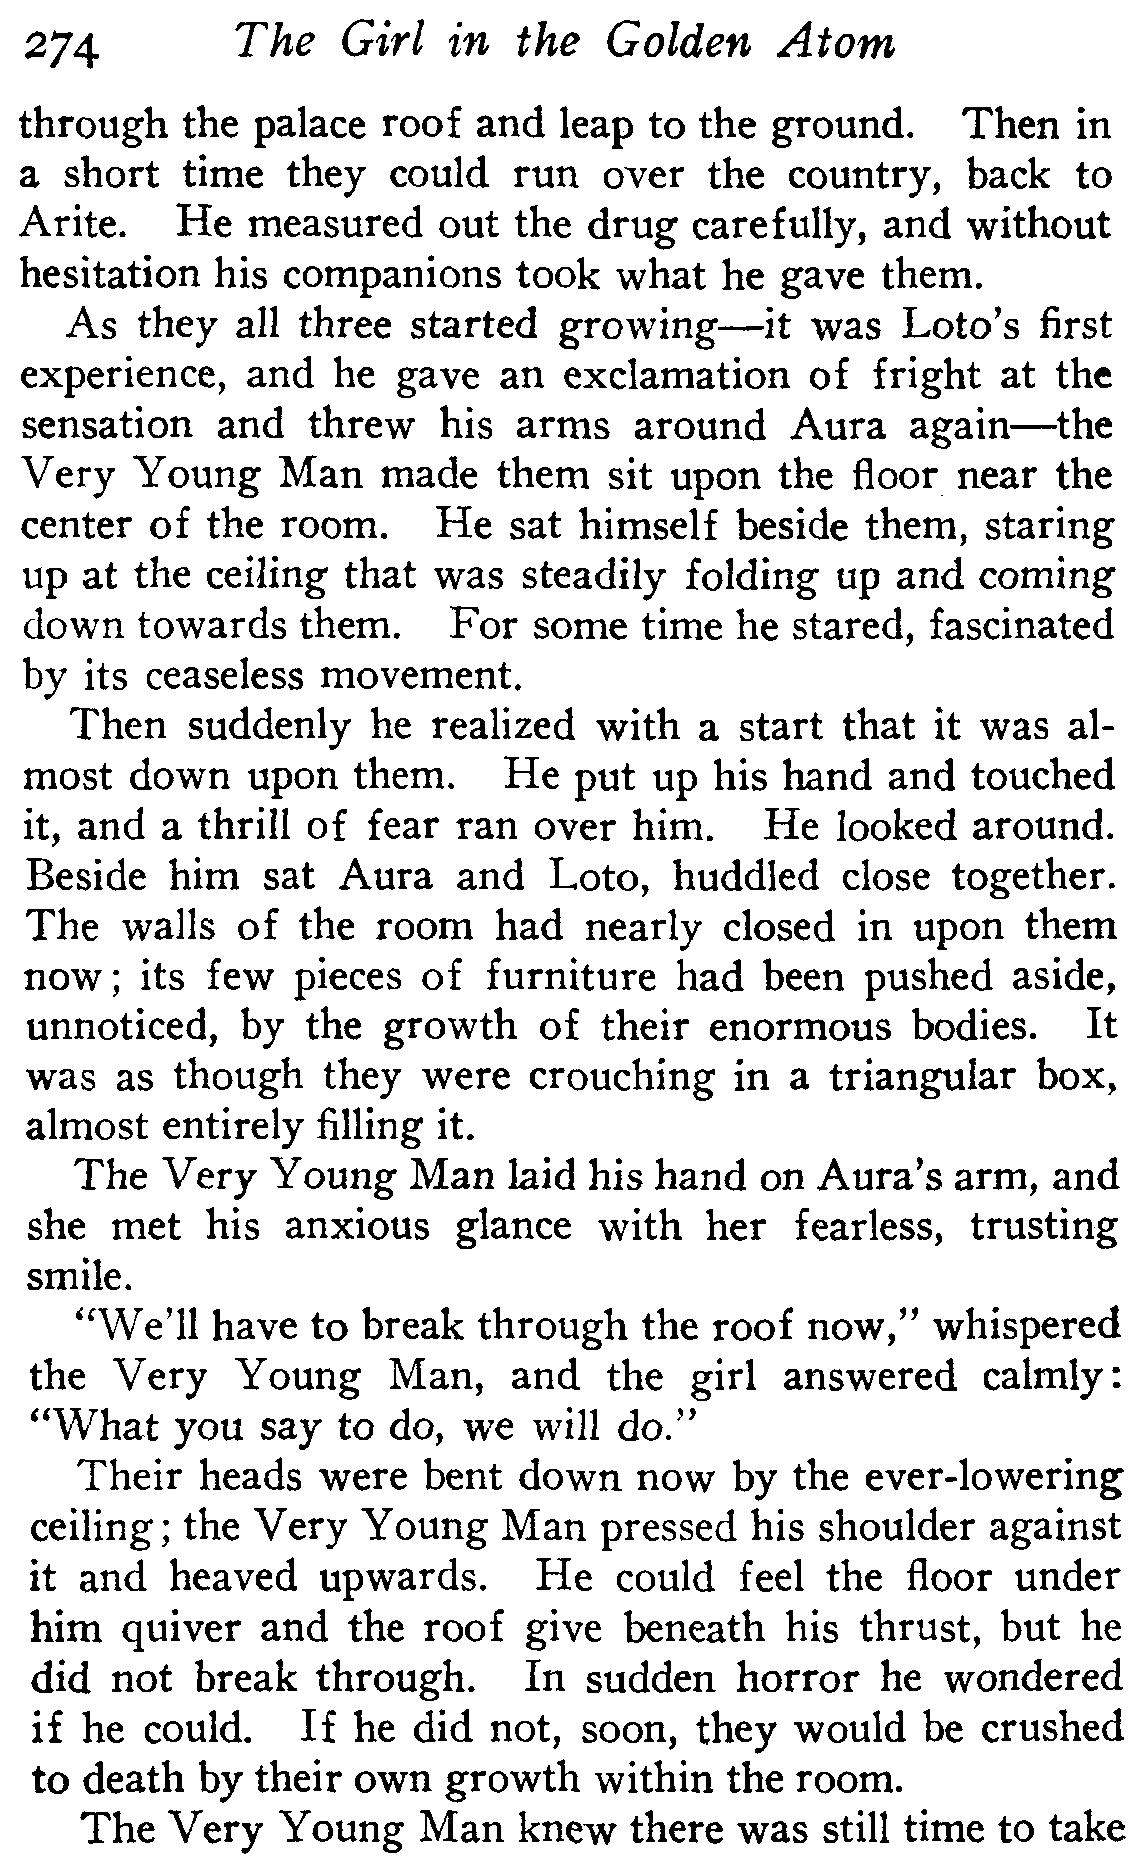 274 The Girl in the Golden Atom
through the palace roof and leap to the ground. Then in
a short time they could run over the country, back to
Arite. He measured out the drug carefully, and without
hesitation his companions took what he gave them.
As they all three started growing—it was Loto's first
experience, and he gave an exclamation of fright at the
sensation and threw his arms around Aura again—the
Very Young Man made them sit upon the floor near the
center of the room. He sat himself beside them, staring
up at the ceiling that was steadily folding up and coming
down towards them. For some time he stared, fascinated
by its ceaseless movement.
Then suddenly he realized with a start that it was al-
most down upon them. He put up his hand and touched
it, and a thrill of fear ran over him. He looked around.
Beside him sat Aura and Loto, huddled close together.
The walls of the room had nearly closed in upon them
now; its few pieces of furniture had been pushed aside,
unnoticed, by the growth of their enormous bodies. It
was as though they were crouching in a triangular box,
almost entirely filling it.
The Very Young Man laid his hand on Aura's arm, and
she met his anxious glance with her fearless, trusting
smile.
"We'll have to break through the roof now," whispered
the Very Young Man, and the girl answered calmly:
"What you say to do, we will do."
Their heads were bent down now by the ever-lowering
ceiling; the Very Young Man pressed his shoulder against
it and heaved upwards. He could feel the floor under
him quiver and the roof give beneath his thrust, but he
did not break through. In sudden horror he wondered
if he could. If he did not, soon, they would be crushed
to death by their own growth within the room.
The Very Young Man knew there was still time to take